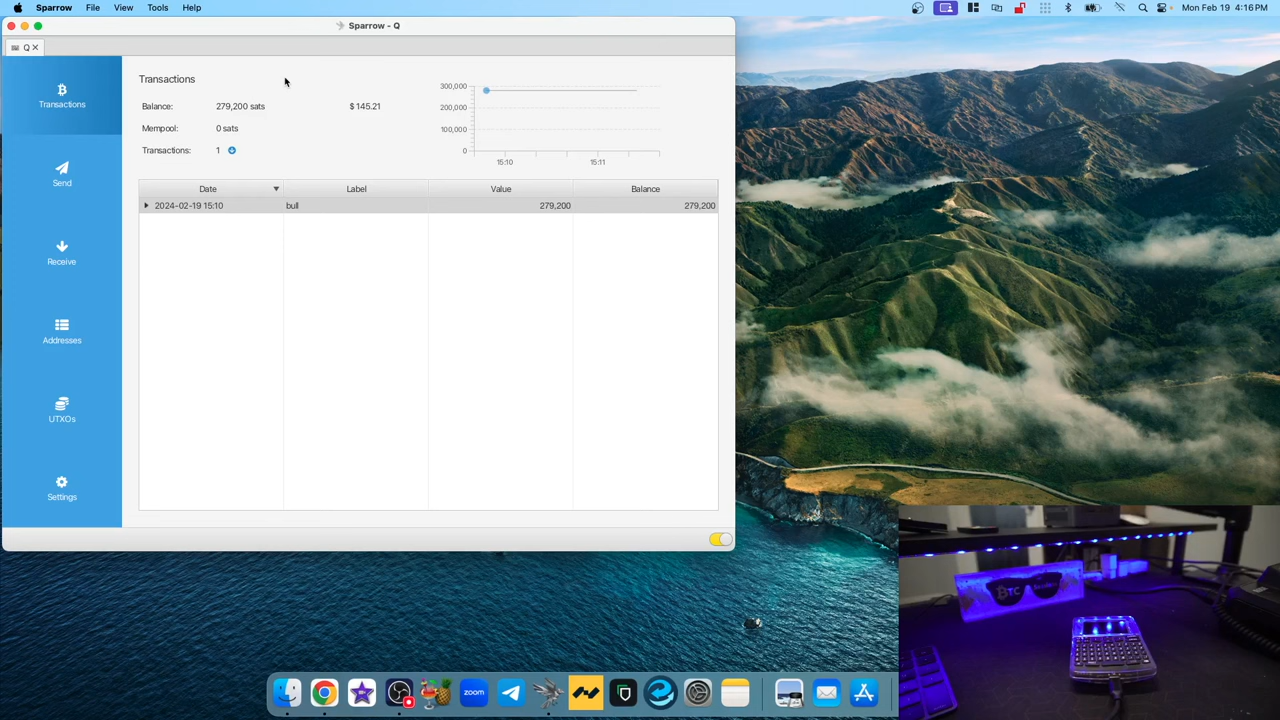 Sparrow File View Tools Help
Mon Feb 19 4:16 PM
Sparrow - Q
Q
Transactions
Send
Receive
Addresses
UTXOs
Settings
Transactions
Balance: 279,200 sats $ 145.21
Mempool: 0 sats
Transactions: 1
300,000
200,000
100,000
0
15:10 15:11
Date Label Value Balance
2024-02-19 15:10 bull 279,200 279,200
zoom
BTC